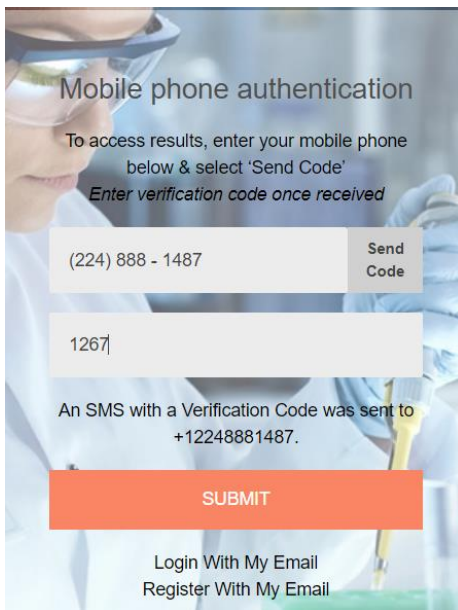 Mobile phone authentication
To access results, enter your mobile phone
below & select 'Send Code'
Enter verification code once received
(224) 888 - 1487
Send
Code
1267
An SMS with a Verification Code was sent to
+12248881487.
SUBMIT
Login With My Email
Register With My Email